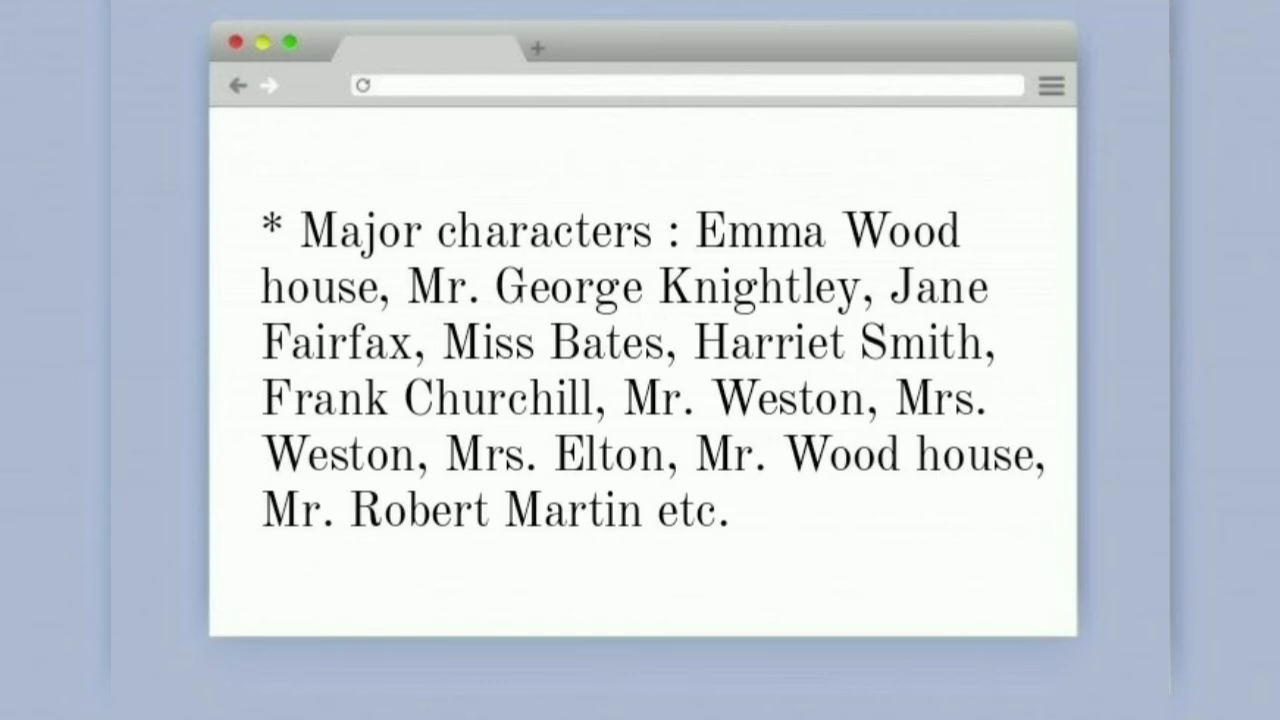 * Major characters : Emma Wood
house, Mr. George Knightley, Jane
Fairfax, Miss Bates, Harriet Smith,
Frank Churchill, Mr. Weston, Mrs.
Weston, Mrs. Elton, Mr. Wood house,
Mr. Robert Martin etc.